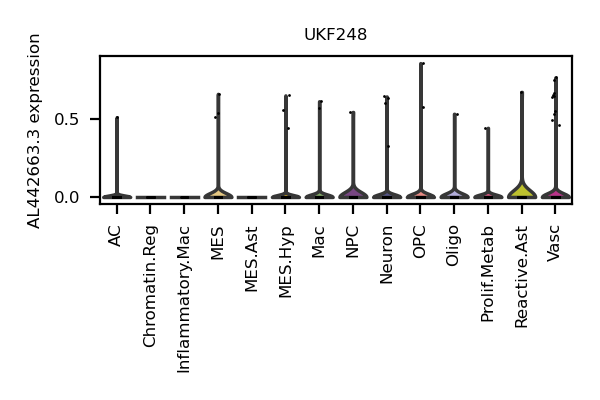 UKF248
AL442663.3 expression
0.5
0.0
AC
Chromatin.Reg
Inflammatory.Mac
MES
MES.Ast
MES.Hyp
Mac
NPC
Neuron
OPC
Oligo
Prolif.Metab
Reactive.Ast
Vasc